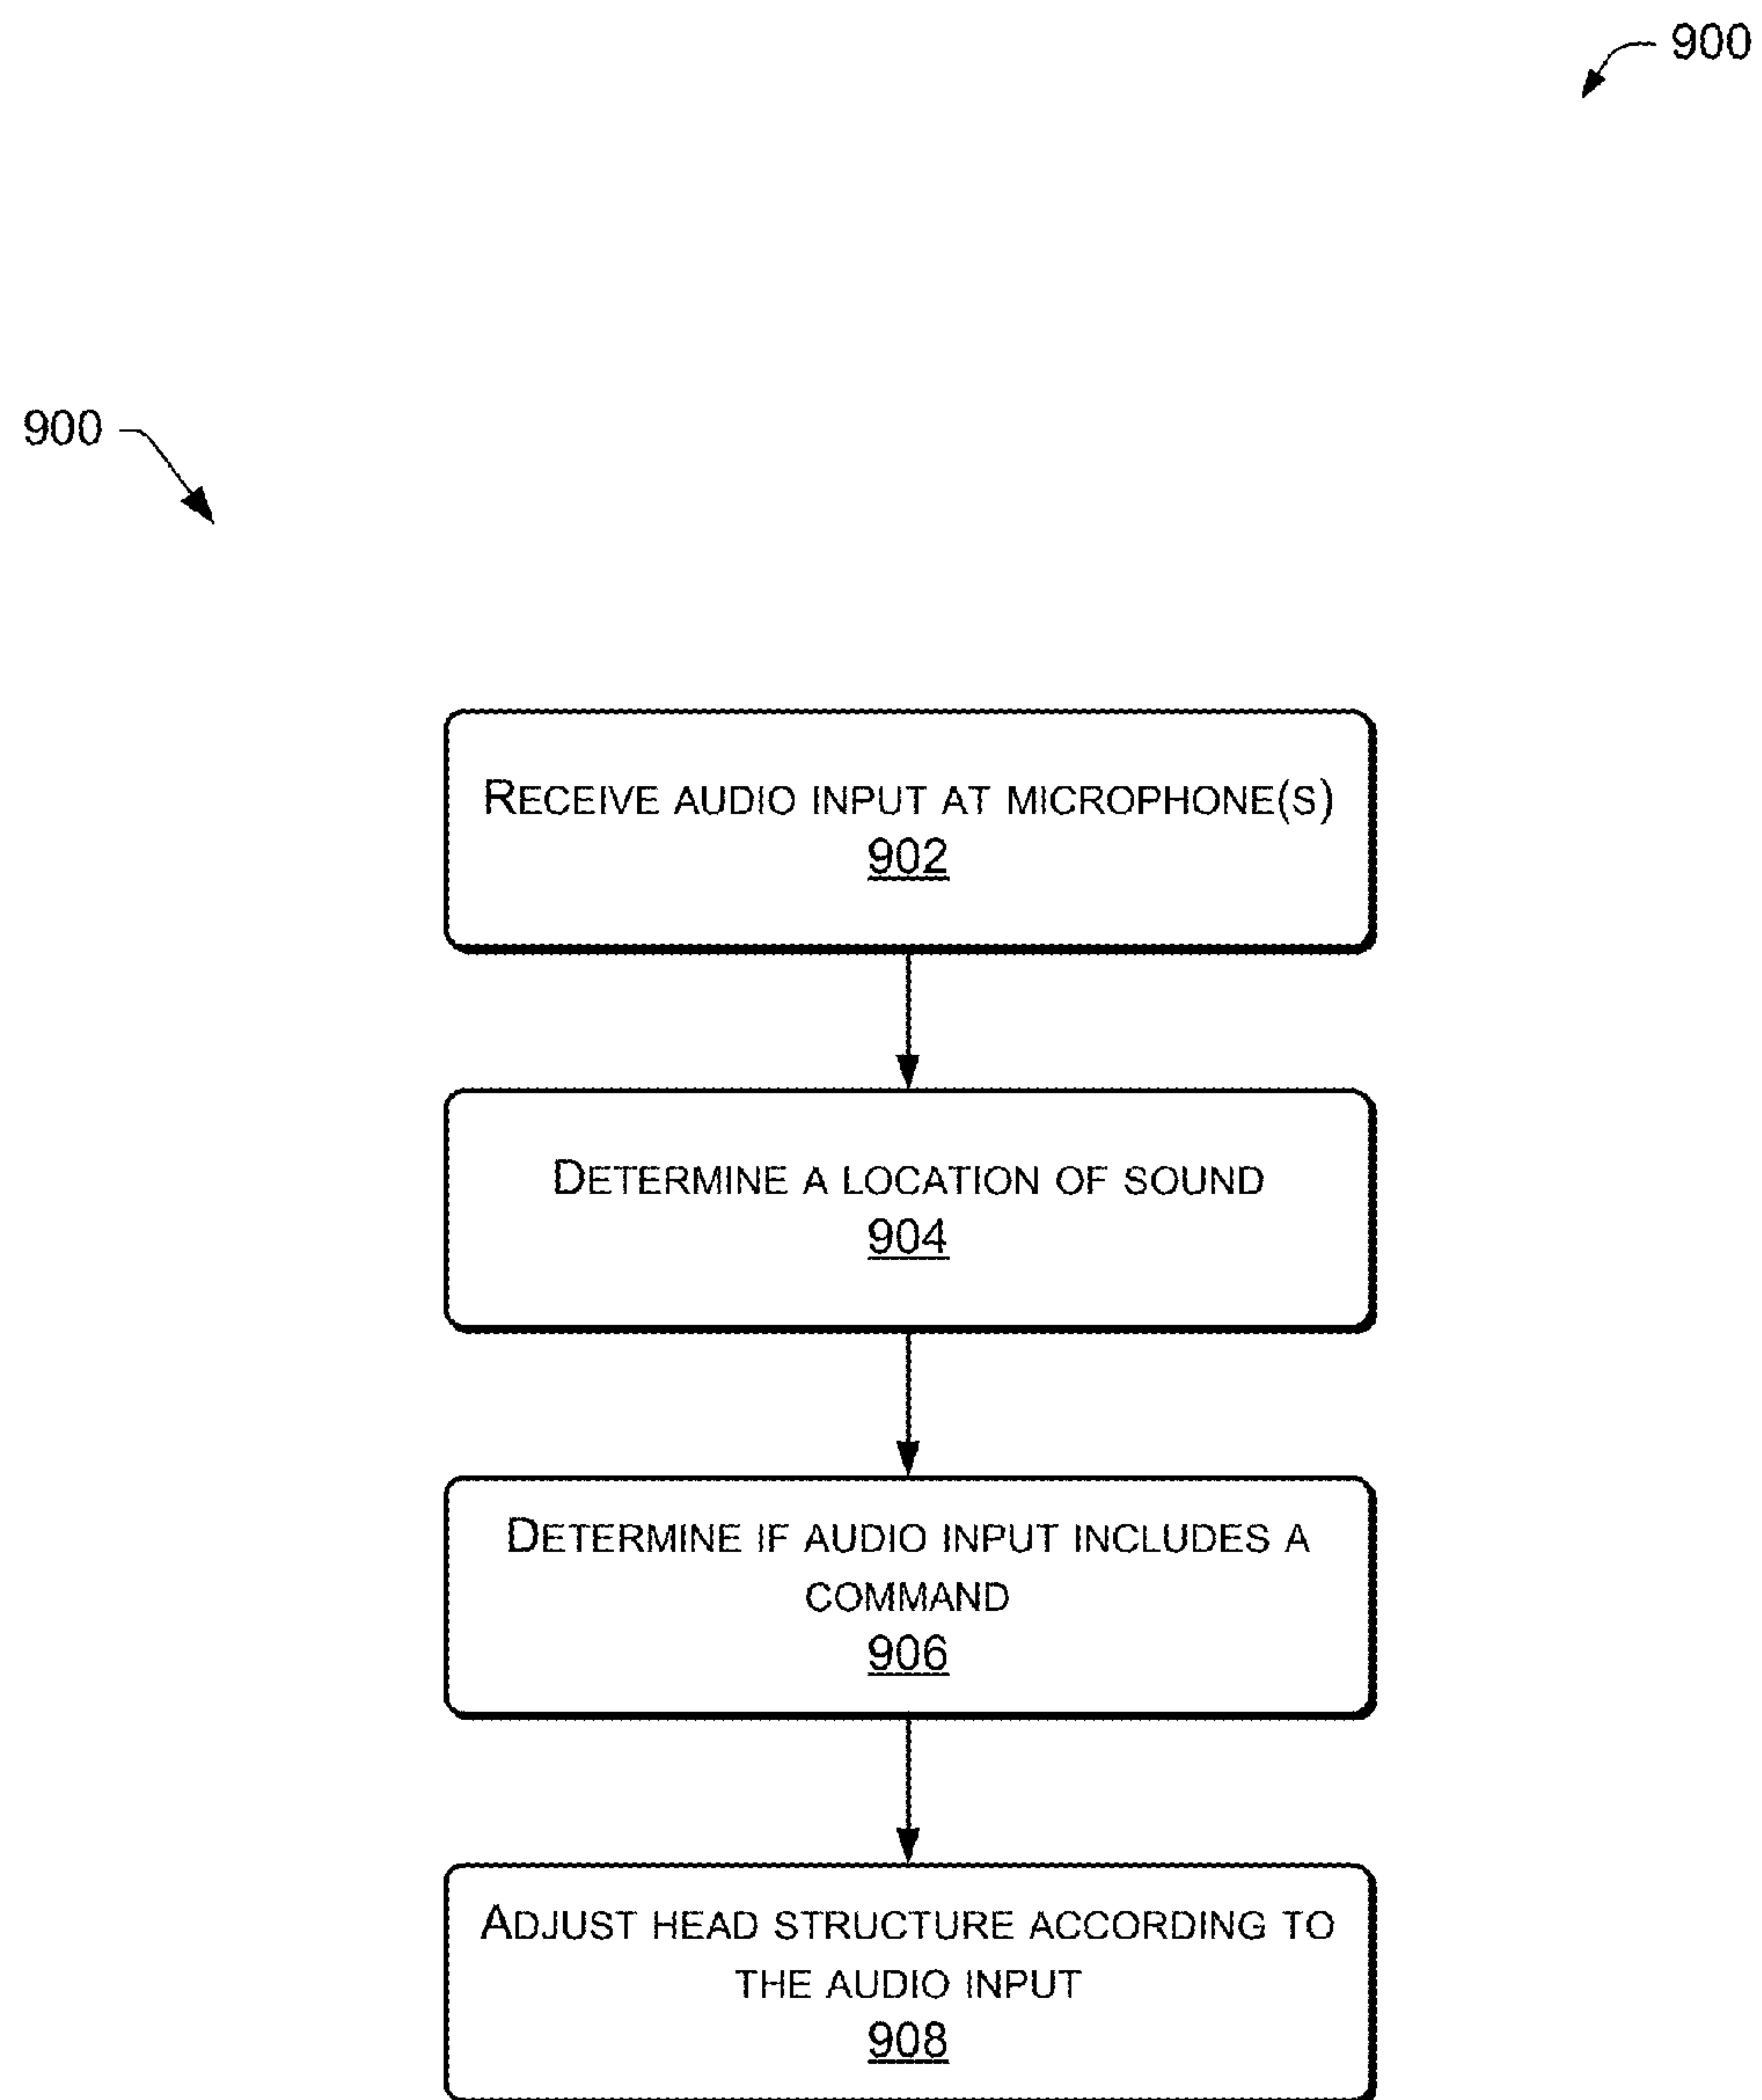 900
900
RECEIVE AUDIO INPUT AT MICROPHONE(S)
902
DETERMINE A LOCATION OF SOUND
904
DETERMINE IF AUDIO INPUT INCLUDES A
COMMAND
906
ADJUST HEAD STRUCTURE ACCORDING TO
THE AUDIO INPUT
908